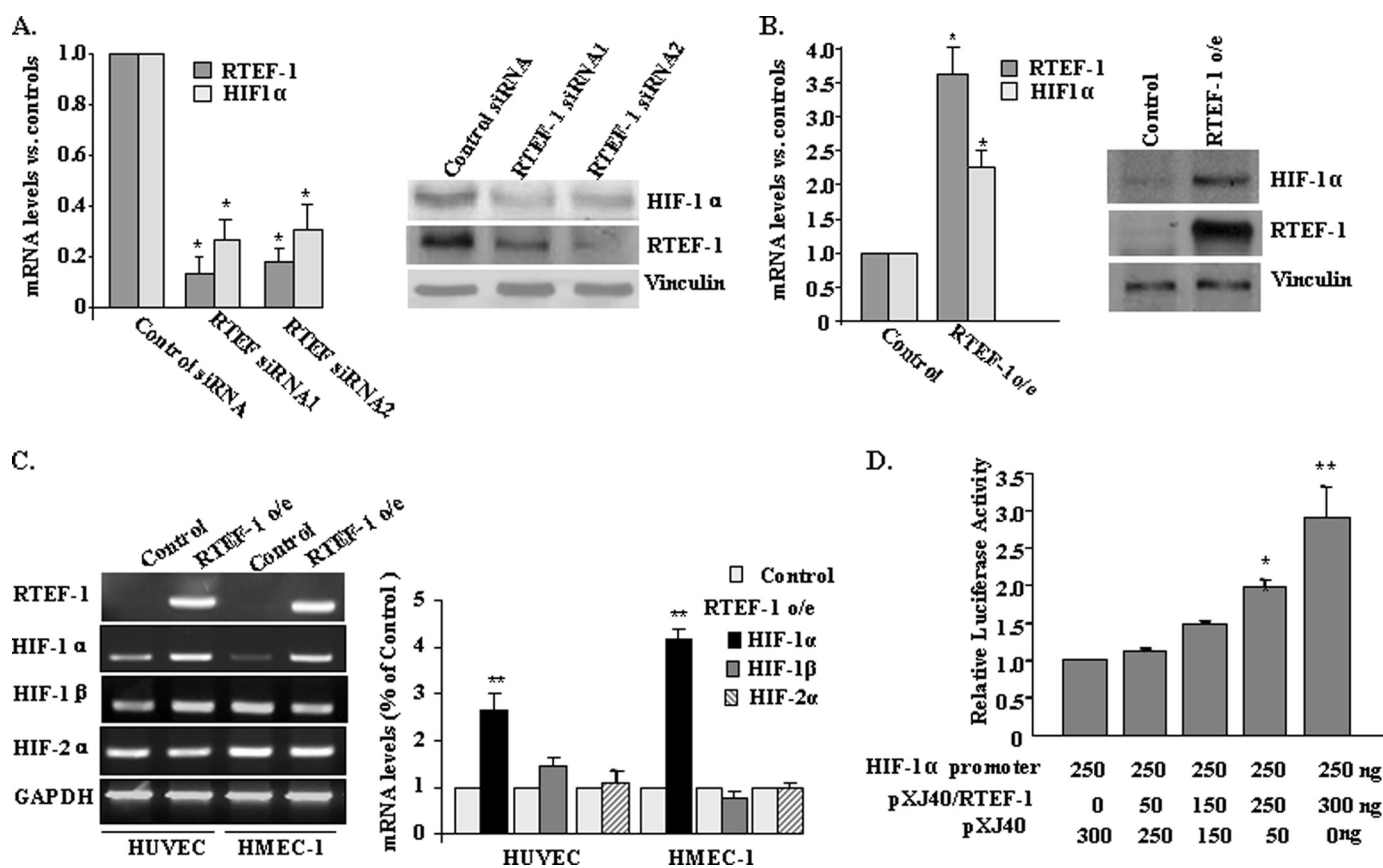 A.
mRNA levels vs. controls
1.0
0.8
0.6
0.4
0.2
0
RTEF-1
HIF1α
*
*
*
*
Control siRNA
RTEF siRNA1
RTEF siRNA2
Control siRNA
RTEF-1 siRNA1
RTEF-1 siRNA2
HIF-1 α
RTEF-1
Vinculin
B.
mRNA levels vs. controls
4.0
3.5
3.0
2.5
2.0
1.5
1.0
0.5
0
RTEF-1
HIF1α
*
*
Control
RTEF-1 o/e
Control
RTEF-1 o/e
HIF-1α
RTEF-1
Vinculin
C.
Control
RTEF-1 o/e
Control
RTEF-1 o/e
RTEF-1
HIF-1 α
HIF-1 β
HIF-2 α
GAPDH
HUVEC
HMEC-1
mRNA levels (% of Control )
5
4
2
1
0
Control
RTEF-1 o/e
HIF-1α
HIF-1β
HIF-2α
**
**
HUVEC
HMEC-1
D.
Relative Luciferase Activity
3.5
3.0
2.5
2.0
1.5
1.0
0.5
0
*
**
HIF-1α promoter 250 250 250 250 250 ng
pXJ40/RTEF-1 0 50 150 250 300 ng
pXJ40 300 250 150 50 0 ng